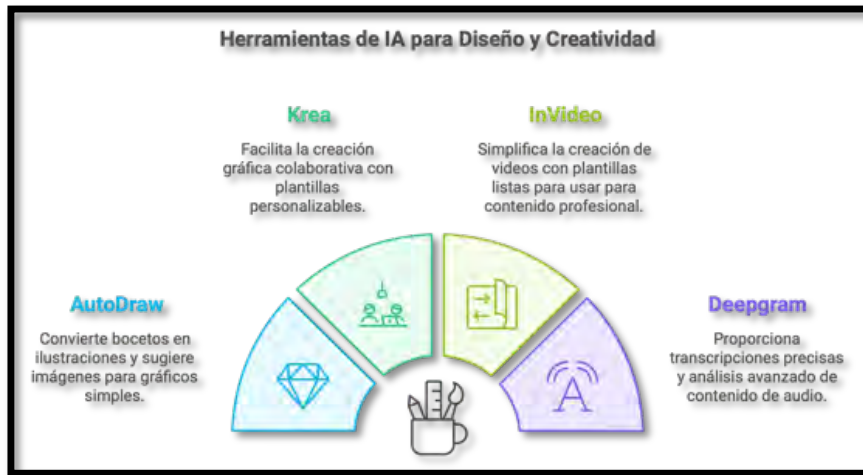 Herramientas de IA para Diseño y Creatividad
Krea
Facilita la creación
gráfica colaborativa con
plantillas
personalizables.
InVideo
Simplifica la creación de
videos con plantillas
listas para usar para
contenido profesional.
AutoDraw
Convierte bocetos en
ilustraciones y sugiere
imágenes para gráficos
simples.
Deepgram
Proporciona
transcripciones precisas
y análisis avanzado de
contenido de audio.
A